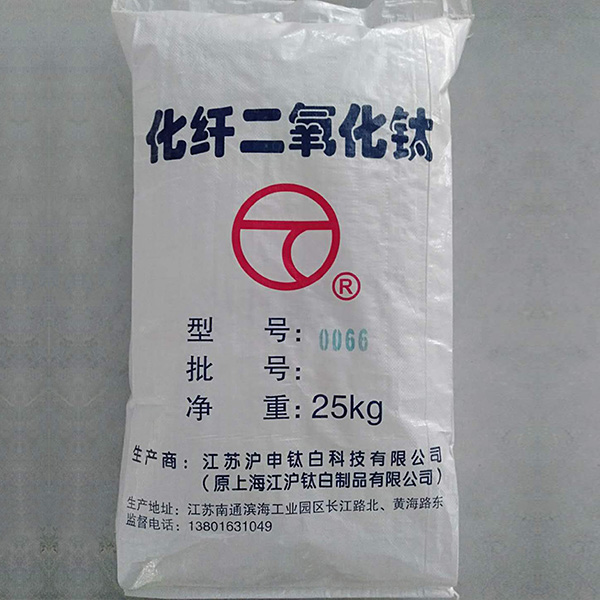 化纤二氧化钛
®
型 号: 0066
批 号:
净 重: 25kg
生产商: 江苏沪申钛白科技有限公司
(原上海江沪钛白制品有限公司)
生产地址: 江苏南通滨海工业园区长江路北、黄海路东
监督电话: 13801631049